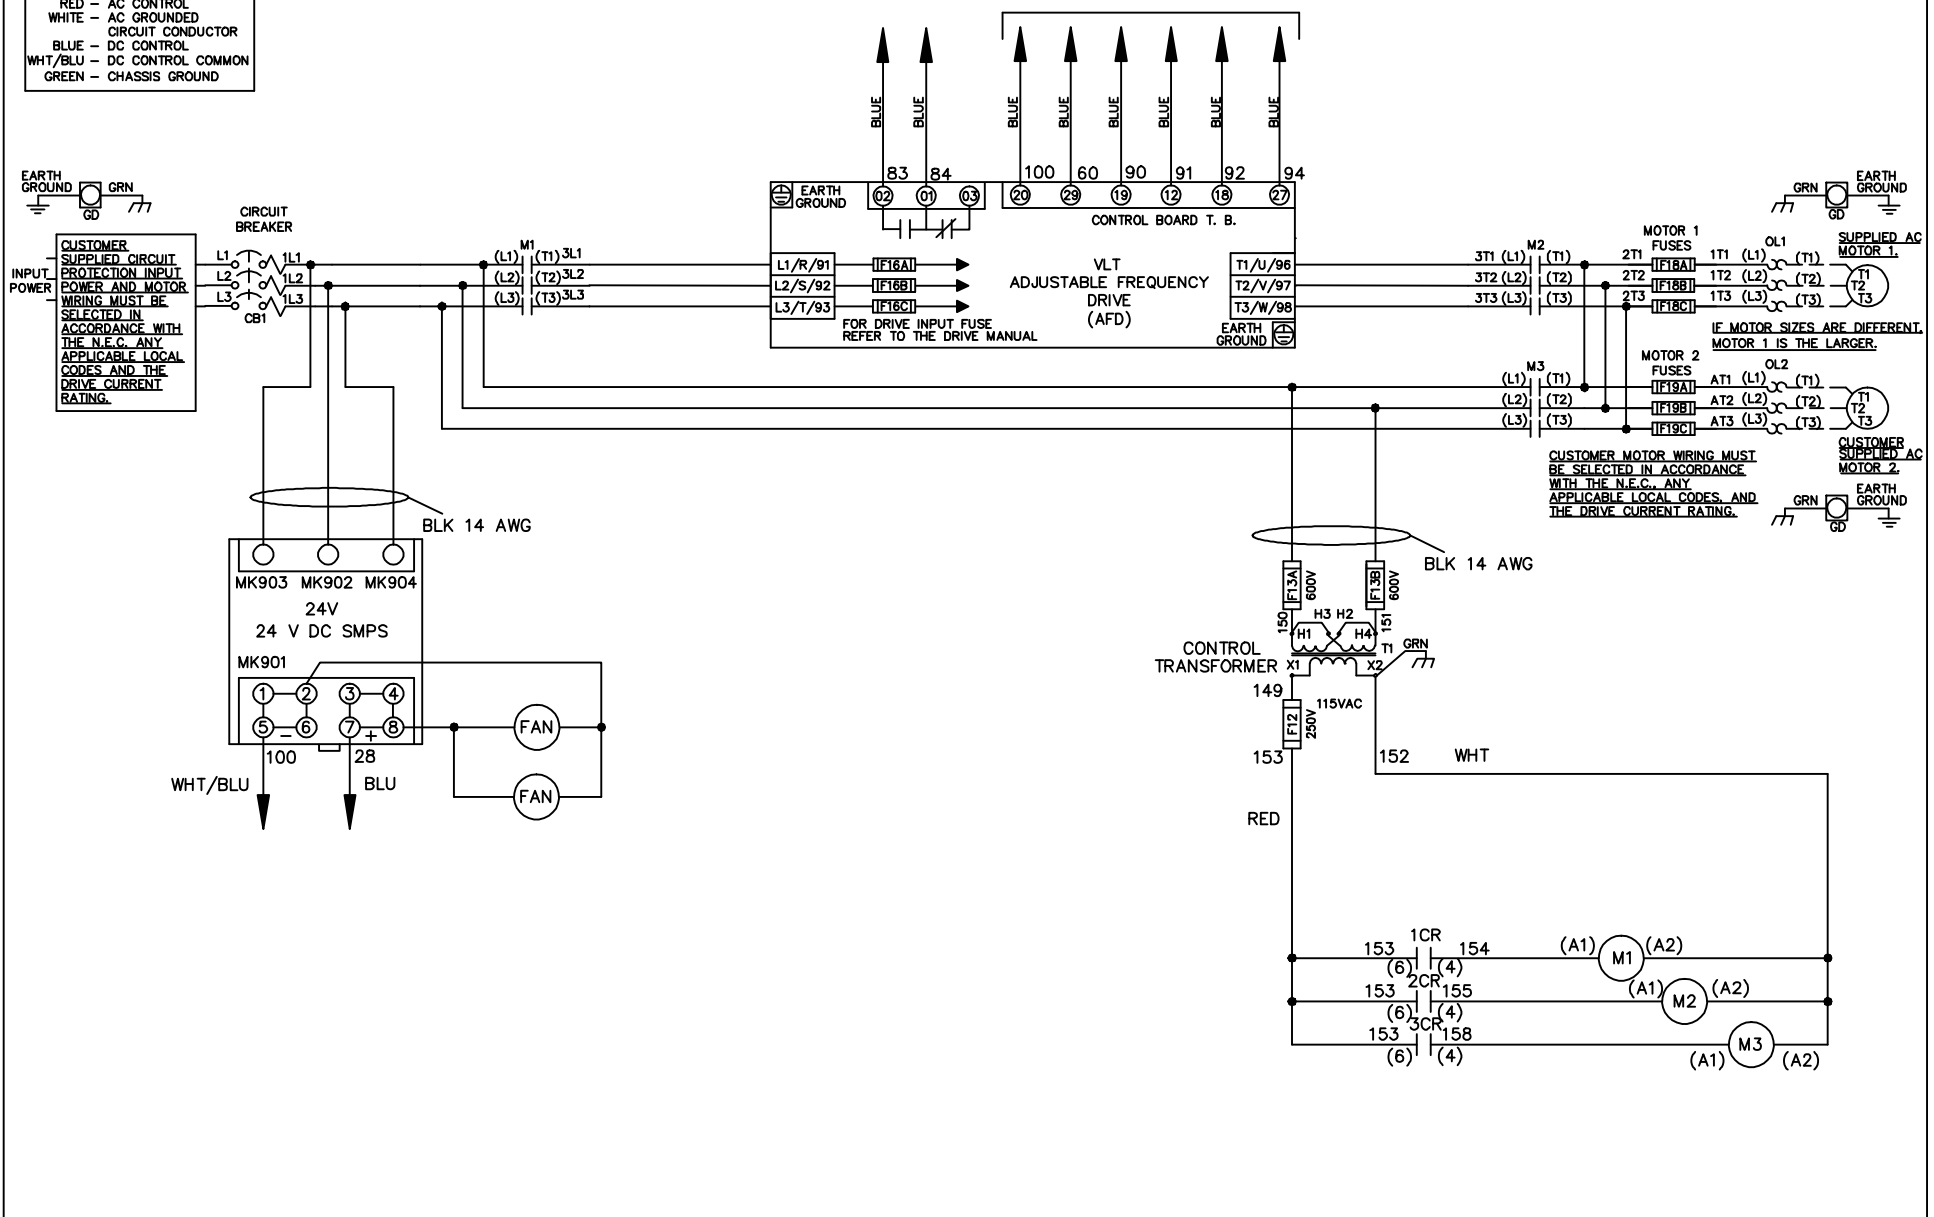 RED – AC CONTROL
WHITE – AC GROUNDED
CIRCUIT CONDUCTOR
BLUE – DC CONTROL
WHT/BLU – DC CONTROL COMMON
GREEN – CHASSIS GROUND
BLUE BLUE BLUE BLUE BLUE BLUE BLUE BLUE
83 84 100 60 90 91 92 94
EARTH
GROUND
02 01 03 20 29 19 12 18 27
CONTROL BOARD T. B.
EARTH
GROUND GRN
GD
CIRCUIT
BREAKER
CUSTOMER
SUPPLIED CIRCUIT
PROTECTION INPUT
POWER AND MOTOR
WIRING MUST BE
SELECTED IN
ACCORDANCE WITH
THE N.E.C. ANY
APPLICABLE LOCAL
CODES AND THE
DRIVE CURRENT
RATING.
INPUT
POWER
L1 1L1
L2 1L2
L3 1L3
CB1
M1
(L1) (T1) 3L1
(L2) (T2) 3L2
(L3) (T3) 3L3
L1/R/91 F16A
L2/S/92 F16B
L3/T/93 F16C
FOR DRIVE INPUT FUSE
REFER TO THE DRIVE MANUAL
VLT
ADJUSTABLE FREQUENCY
DRIVE
(AFD)
T1/U/96
T2/V/97
T3/W/98
EARTH
GROUND
M2
3T1 (L1) (T1)
3T2 (L2) (T2)
3T3 (L3) (T3)
MOTOR 1
FUSES
OL1
2T1 F18A 1T1 (L1) (T1)
2T2 F18B 1T2 (L2) (T2)
2T3 F18C 1T3 (L3) (T3)
GRN EARTH
GROUND
GD
SUPPLIED AC
MOTOR 1.
T1
T2
T3
IF MOTOR SIZES ARE DIFFERENT,
MOTOR 1 IS THE LARGER.
M3
(L1) (T1)
(L2) (T2)
(L3) (T3)
MOTOR 2
FUSES
OL2
F19A AT1 (L1) (T1)
F19B AT2 (L2) (T2)
F19C AT3 (L3) (T3)
T1
T2
T3
CUSTOMER
SUPPLIED AC
MOTOR 2.
CUSTOMER MOTOR WIRING MUST
BE SELECTED IN ACCORDANCE
WITH THE N.E.C., ANY
APPLICABLE LOCAL CODES, AND
THE DRIVE CURRENT RATING.
GRN EARTH
GROUND
GD
BLK 14 AWG
MK903 MK902 MK904
24V
24 V DC SMPS
MK901
1 2 3 4
5 – 6 7 + 8
100 28
WHT/BLU BLU
FAN
FAN
BLK 14 AWG
F13A 600V F13B 600V
150 H3 H2 151
H1 H4
CONTROL
TRANSFORMER
T1
GRN
X1 X2
149
115VAC
F12 250V
153 152 WHT
RED
1CR
153 154 (A1) M1 (A2)
(6) (4)
2CR
153 155 (A1) M2 (A2)
(6) (4)
3CR
153 158 M3
(6) (4) (A1) (A2)